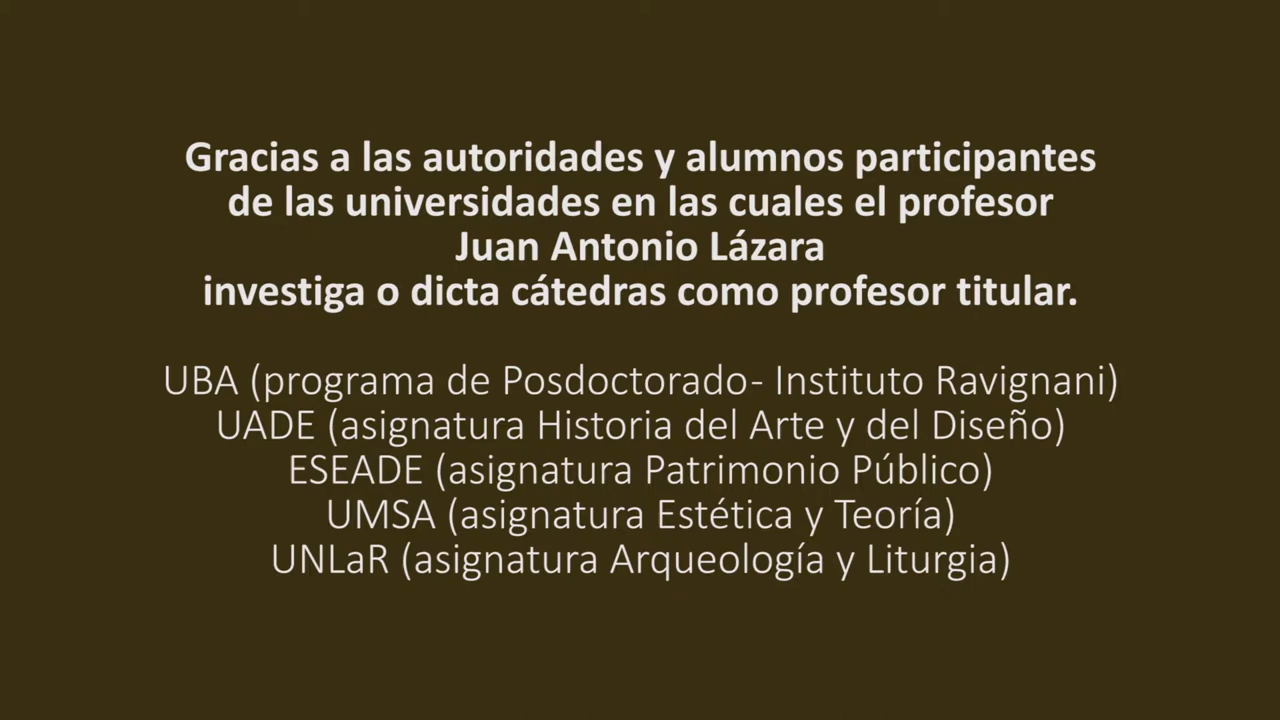 Gracias a las autoridades y alumnos participantes
de las universidades en las cuales el profesor
Juan Antonio Lázara
investiga o dicta cátedras como profesor titular.
UBA (programa de Posdoctorado- Instituto Ravignani)
UADE (asignatura Historia del Arte y del Diseño)
ESEADE (asignatura Patrimonio Público)
UMSA (asignatura Estética y Teoría)
UNLaR (asignatura Arqueología y Liturgia)